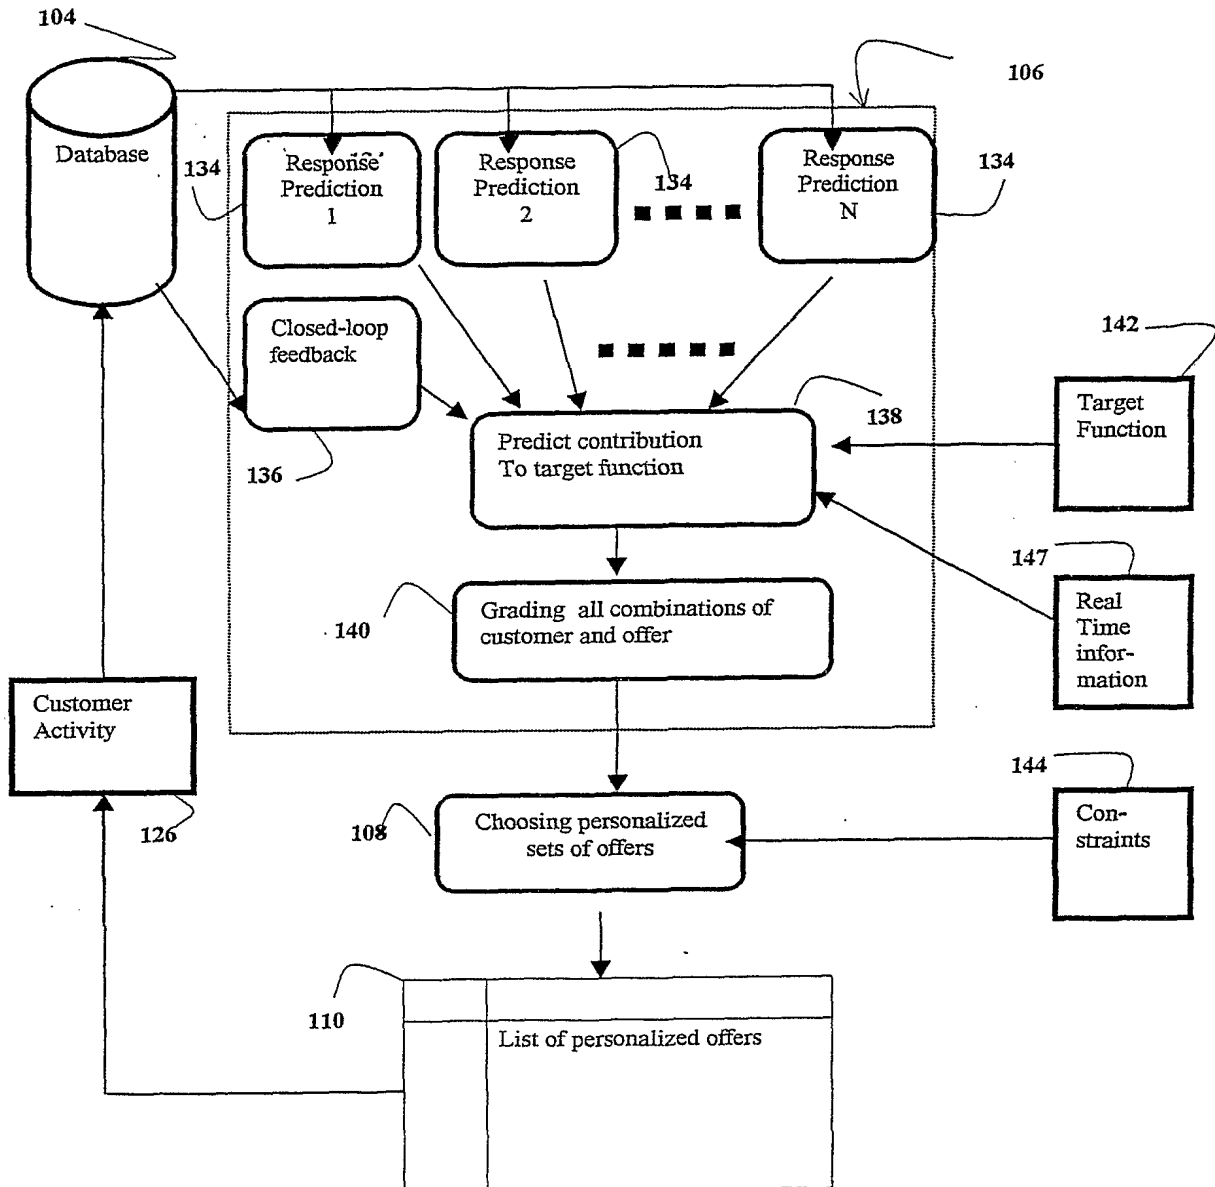 104
106
Database
134
Response
Prediction
1
Response
Prediction
2
134
Response
Prediction
N
134
Closed-loop
feedback
136
142
Target
Function
138
Predict contribution
To target function
147
Real
Time
infor-
mation
140
Grading all combinations of
customer and offer
Customer
Activity
126
144
Con-
straints
108
Choosing personalized
sets of offers
110
List of personalized offers